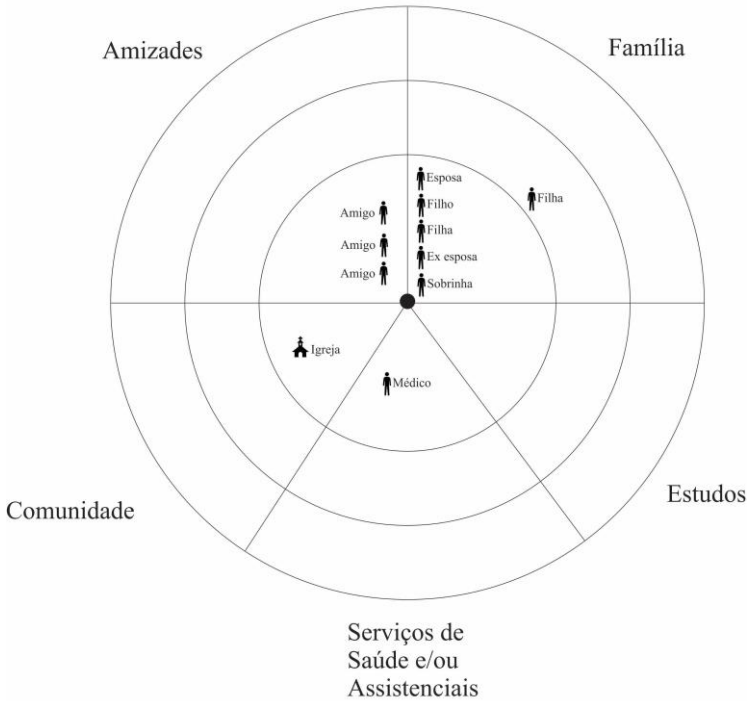 Amizades
Família
Esposa
Filho
Filha
Ex esposa
Sobrinha
Filha
Amigo
Amigo
Amigo
Igreja
Médico
Comunidade
Estudos
Serviços de
Saúde e/ou
Assistenciais